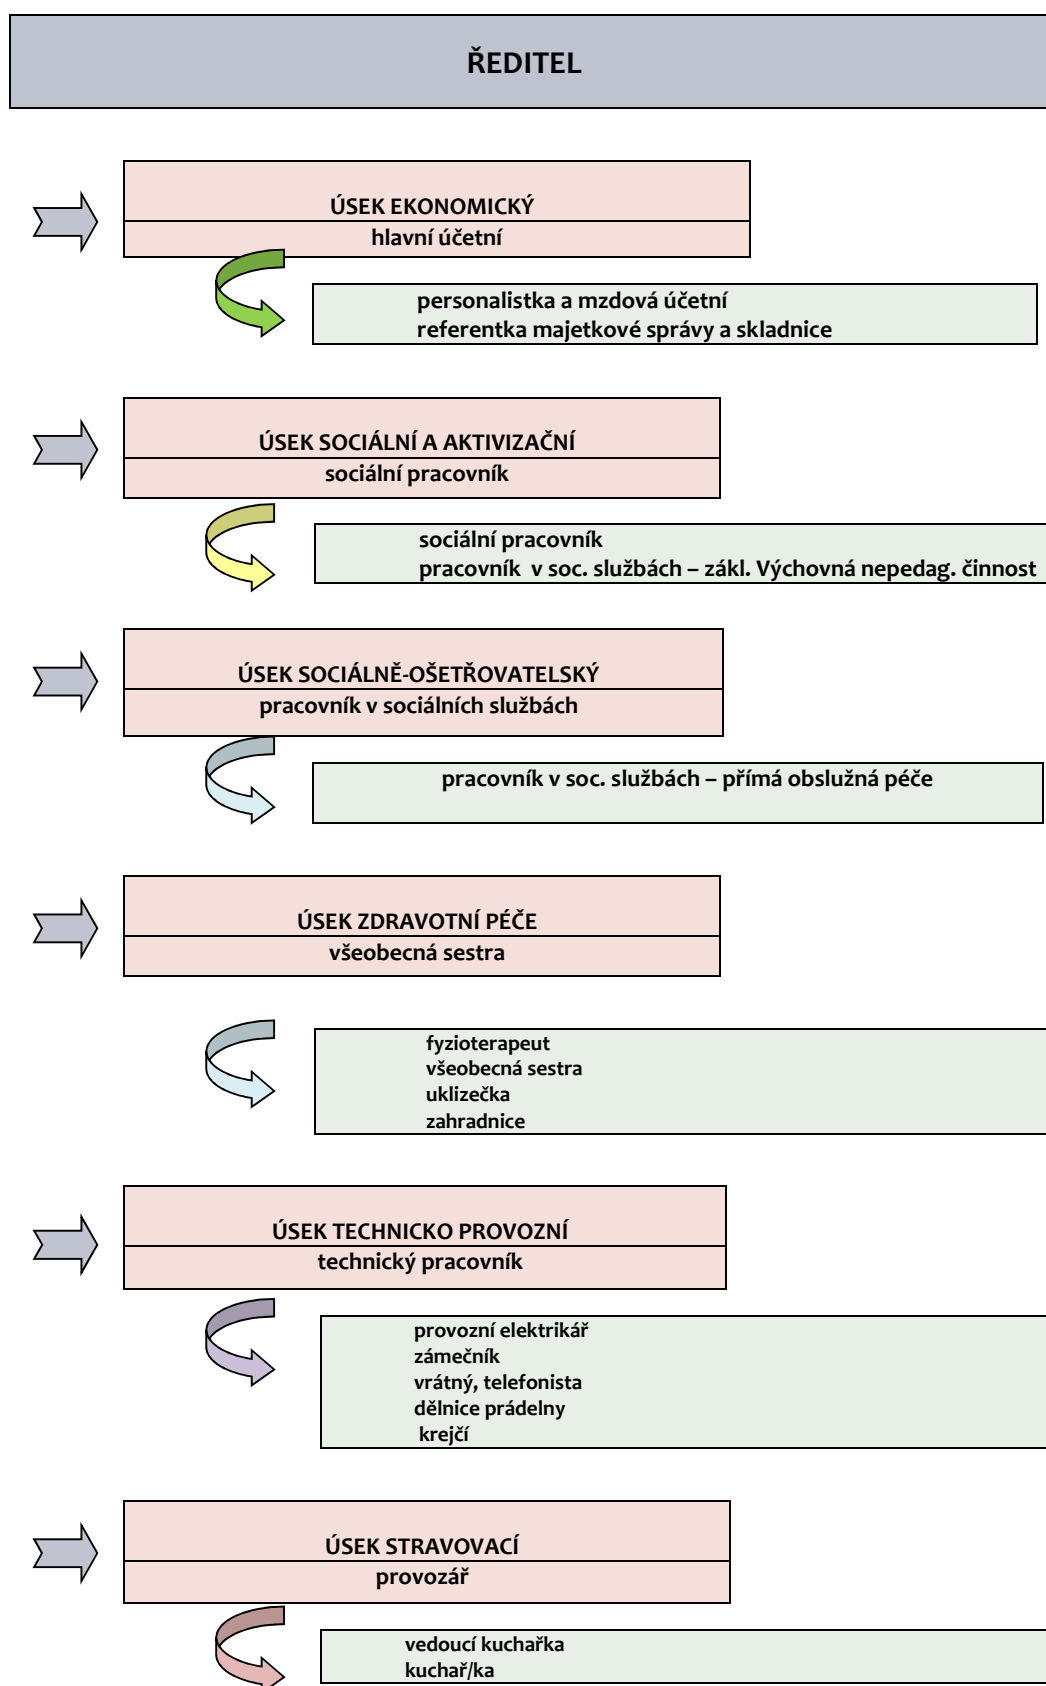 ŘEDITEL
ÚSEK EKONOMICKÝ
hlavní účetní
personalistka a mzdová účetní
referentka majetkové správy a skladnice
ÚSEK SOCIÁLNÍ A AKTIVIZAČNÍ
sociální pracovník
sociální pracovník
pracovník v soc. službách – zákl. Výchovná nepedag. činnost
ÚSEK SOCIÁLNĚ-OŠETŘOVATELSKÝ
pracovník v sociálních službách
pracovník v soc. službách – přímá obslužná péče
ÚSEK ZDRAVOTNÍ PÉČE
všeobecná sestra
fyzioterapeut
všeobecná sestra
uklizečka
zahradnice
ÚSEK TECHNICKO PROVOZNÍ
technický pracovník
provozní elektrikář
zámečník
vrátný, telefonista
dělnice prádelny
krejčí
ÚSEK STRAVOVACÍ
provozář
vedoucí kuchařka
kuchař/ka